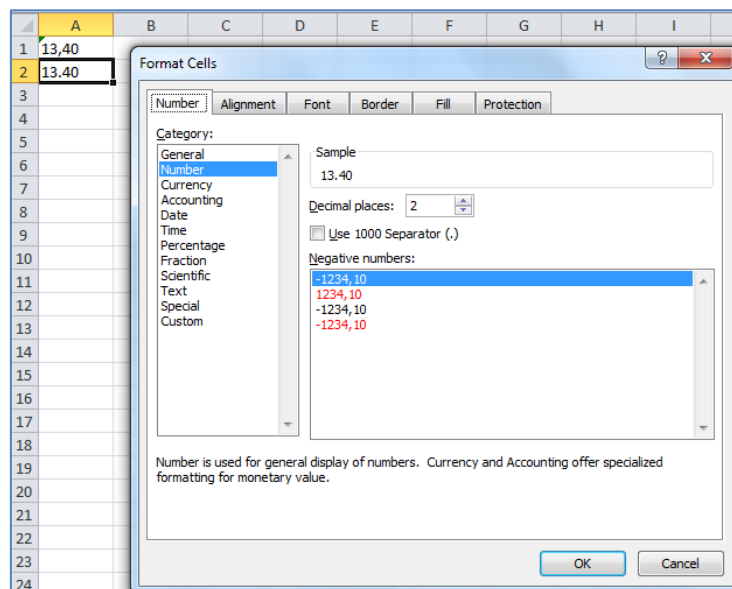 A B C D E F G H I
1 13,40
2 13.40
3
4
5
6
7
8
9
10
11
12
13
14
15
16
17
18
19
20
21
22
23
24
Format Cells
?
Number Alignment Font Border Fill Protection
Category:
General
Number
Currency
Accounting
Date
Time
Percentage
Fraction
Scientific
Text
Special
Custom
Sample
13.40
Decimal places: 2
Use 1000 Separator (.)
Negative numbers:
-1234,10
1234,10
-1234,10
-1234,10
Number is used for general display of numbers. Currency and Accounting offer specialized
formatting for monetary value.
OK Cancel